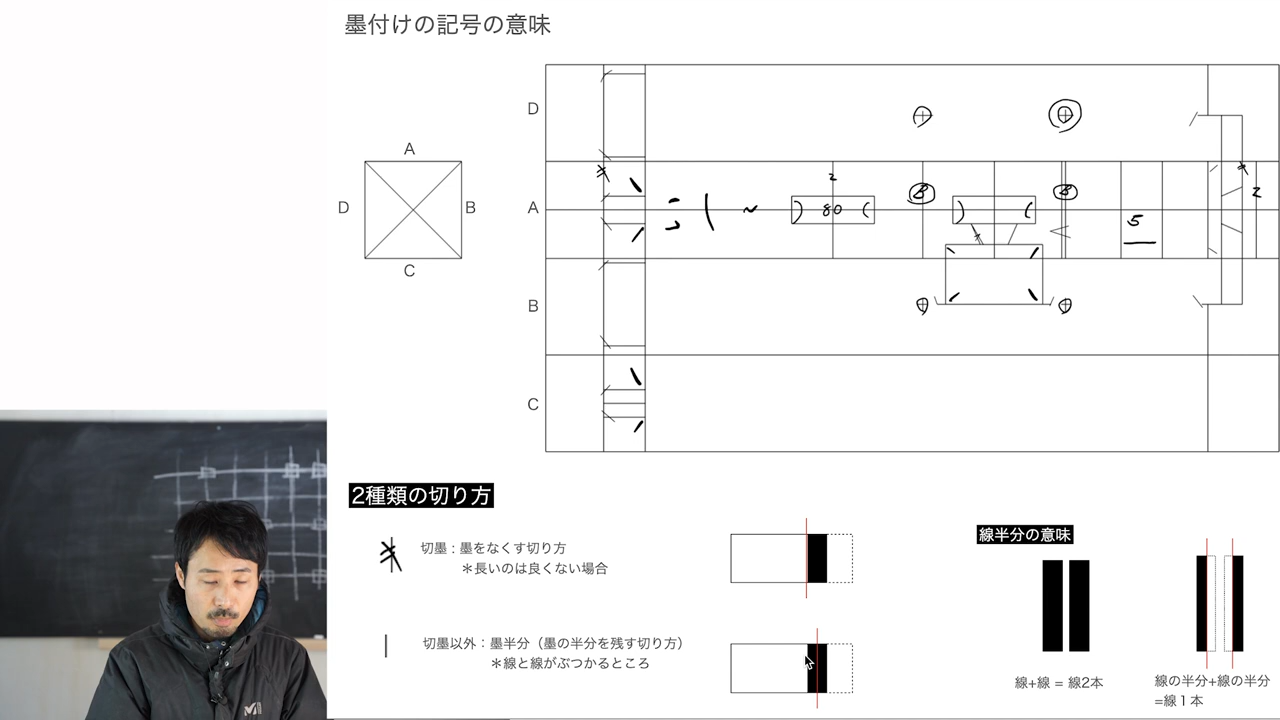 墨付けの記号の意味
D
A
D
B
C
A
2
80
B
B
5
2
B
C
2種類の切り方
切墨：墨をなくす切り方
＊長いのは良くない場合
切墨以外：墨半分（墨の半分を残す切り方）
＊線と線がぶつかるところ
線半分の意味
線+線 = 線2本
線の半分+線の半分
=線１本